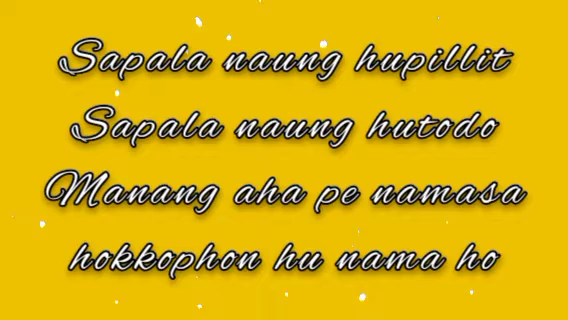 Sapala naung hupillit
Sapala naung hutodo
Manang aha pe namasa
hokkophon hu nama ho